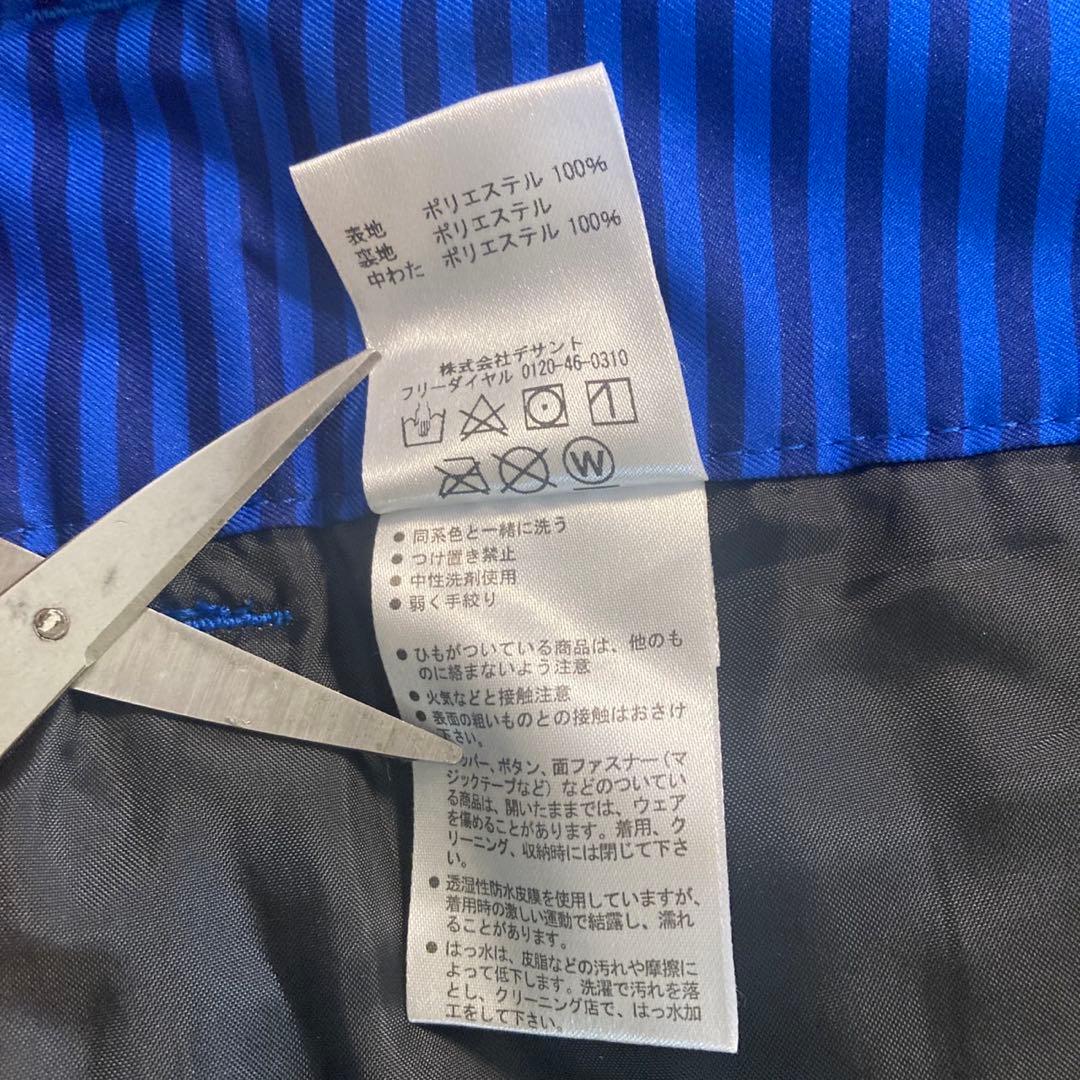 表地 ポリエステル 100%
裏地 ポリエステル
中わた ポリエステル 100%
株式会社デサント
フリーダイヤル 0120-46-0310
W
● 同系色と一緒に洗う
● つけ置き禁止
● 中性洗剤使用
● 弱く手絞り
● ひもがついている商品は、他のも
のに絡まないよう注意
● 火気などと接触注意
● 表面の粗いものとの接触はおさけ
下さい。
ッパー、ボタン、面ファスナー(マ
ジックテープなど)などのついてい
る商品は、開いたままでは、ウェア
を傷めることがあります。着用、ク
リーニング、収納時には閉じて下さ
い。
● 透湿性防水皮膜を使用していますが、
着用時の激しい運動で結露し、濡れ
ることがあります。
● はっ水は、皮脂などの汚れや摩擦に
よって低下します。洗濯で汚れを落
とし、クリーニング店で、はっ水加
工をして下さい。